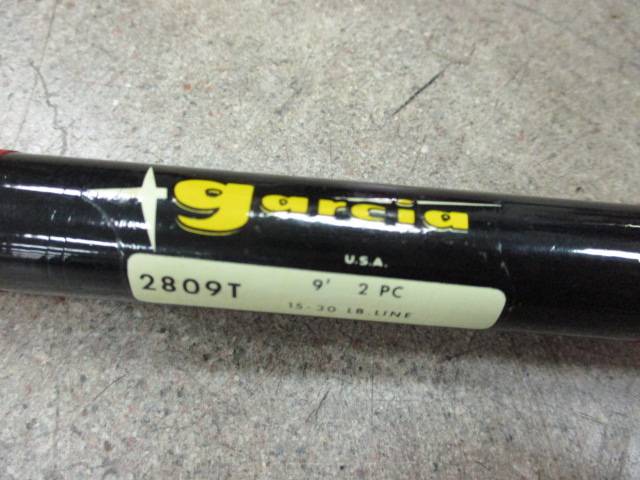 garcia
U.S.A.
2809T 9' 2 PC
15-30 LB. LINE